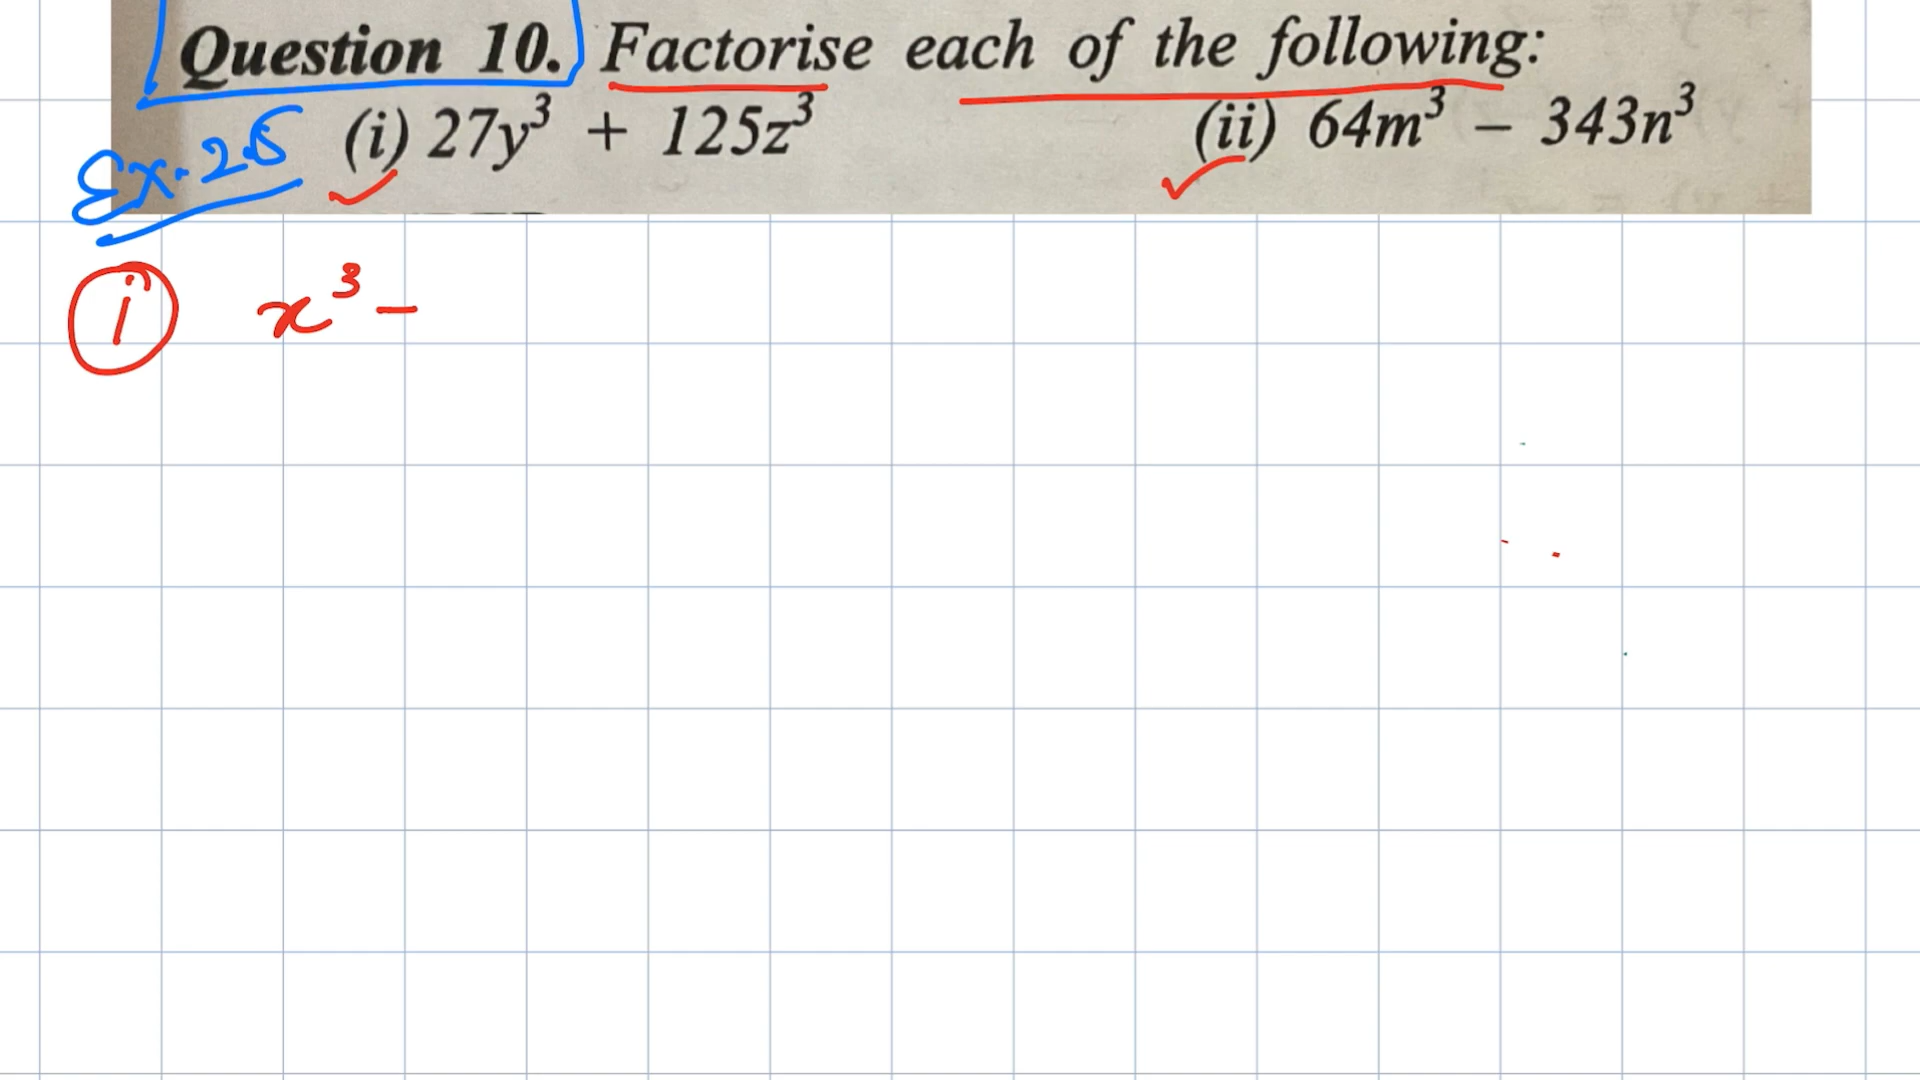 Question 10. Factorise each of the following:
Ex. 2.5 (i) 27y³ + 125z³ (ii) 64m³ – 343n³
(i) x³ –